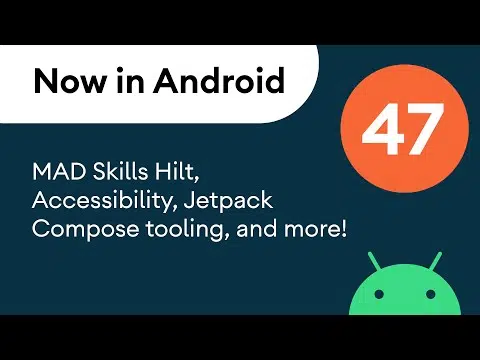 Now in Android
47
MAD Skills Hilt,
Accessibility, Jetpack
Compose tooling, and more!